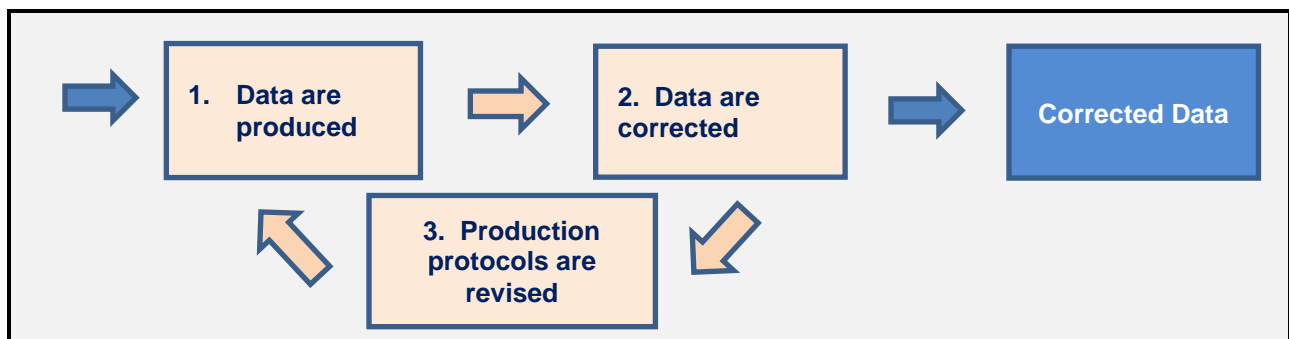 1. Data are
produced
2. Data are
corrected
Corrected Data
3. Production
protocols are
revised